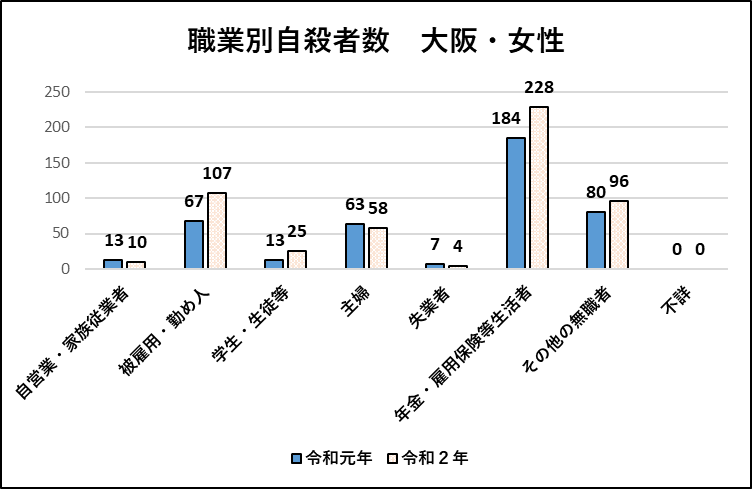 職業別自殺者数　大阪・女性
250
200
150
100
50
0
13 10
67 107
13 25
63 58
7 4
184 228
80 96
0 0
自営業・家族従業者
被雇用・勤め人
学生・生徒等
主婦
失業者
年金・雇用保険等生活者
その他の無職者
不詳
令和元年 令和２年